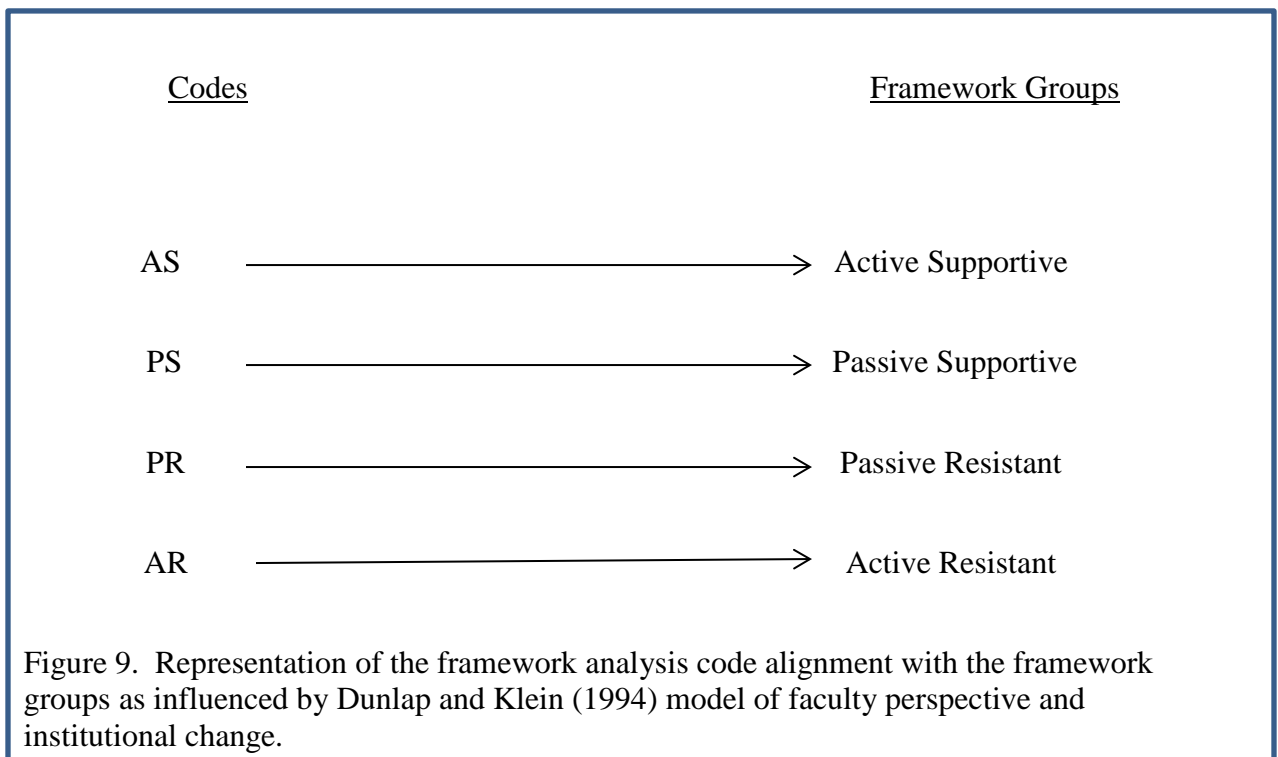 Codes Framework Groups
AS Active Supportive
PS Passive Supportive
PR Passive Resistant
AR Active Resistant
Figure 9. Representation of the framework analysis code alignment with the framework
groups as influenced by Dunlap and Klein (1994) model of faculty perspective and
institutional change.